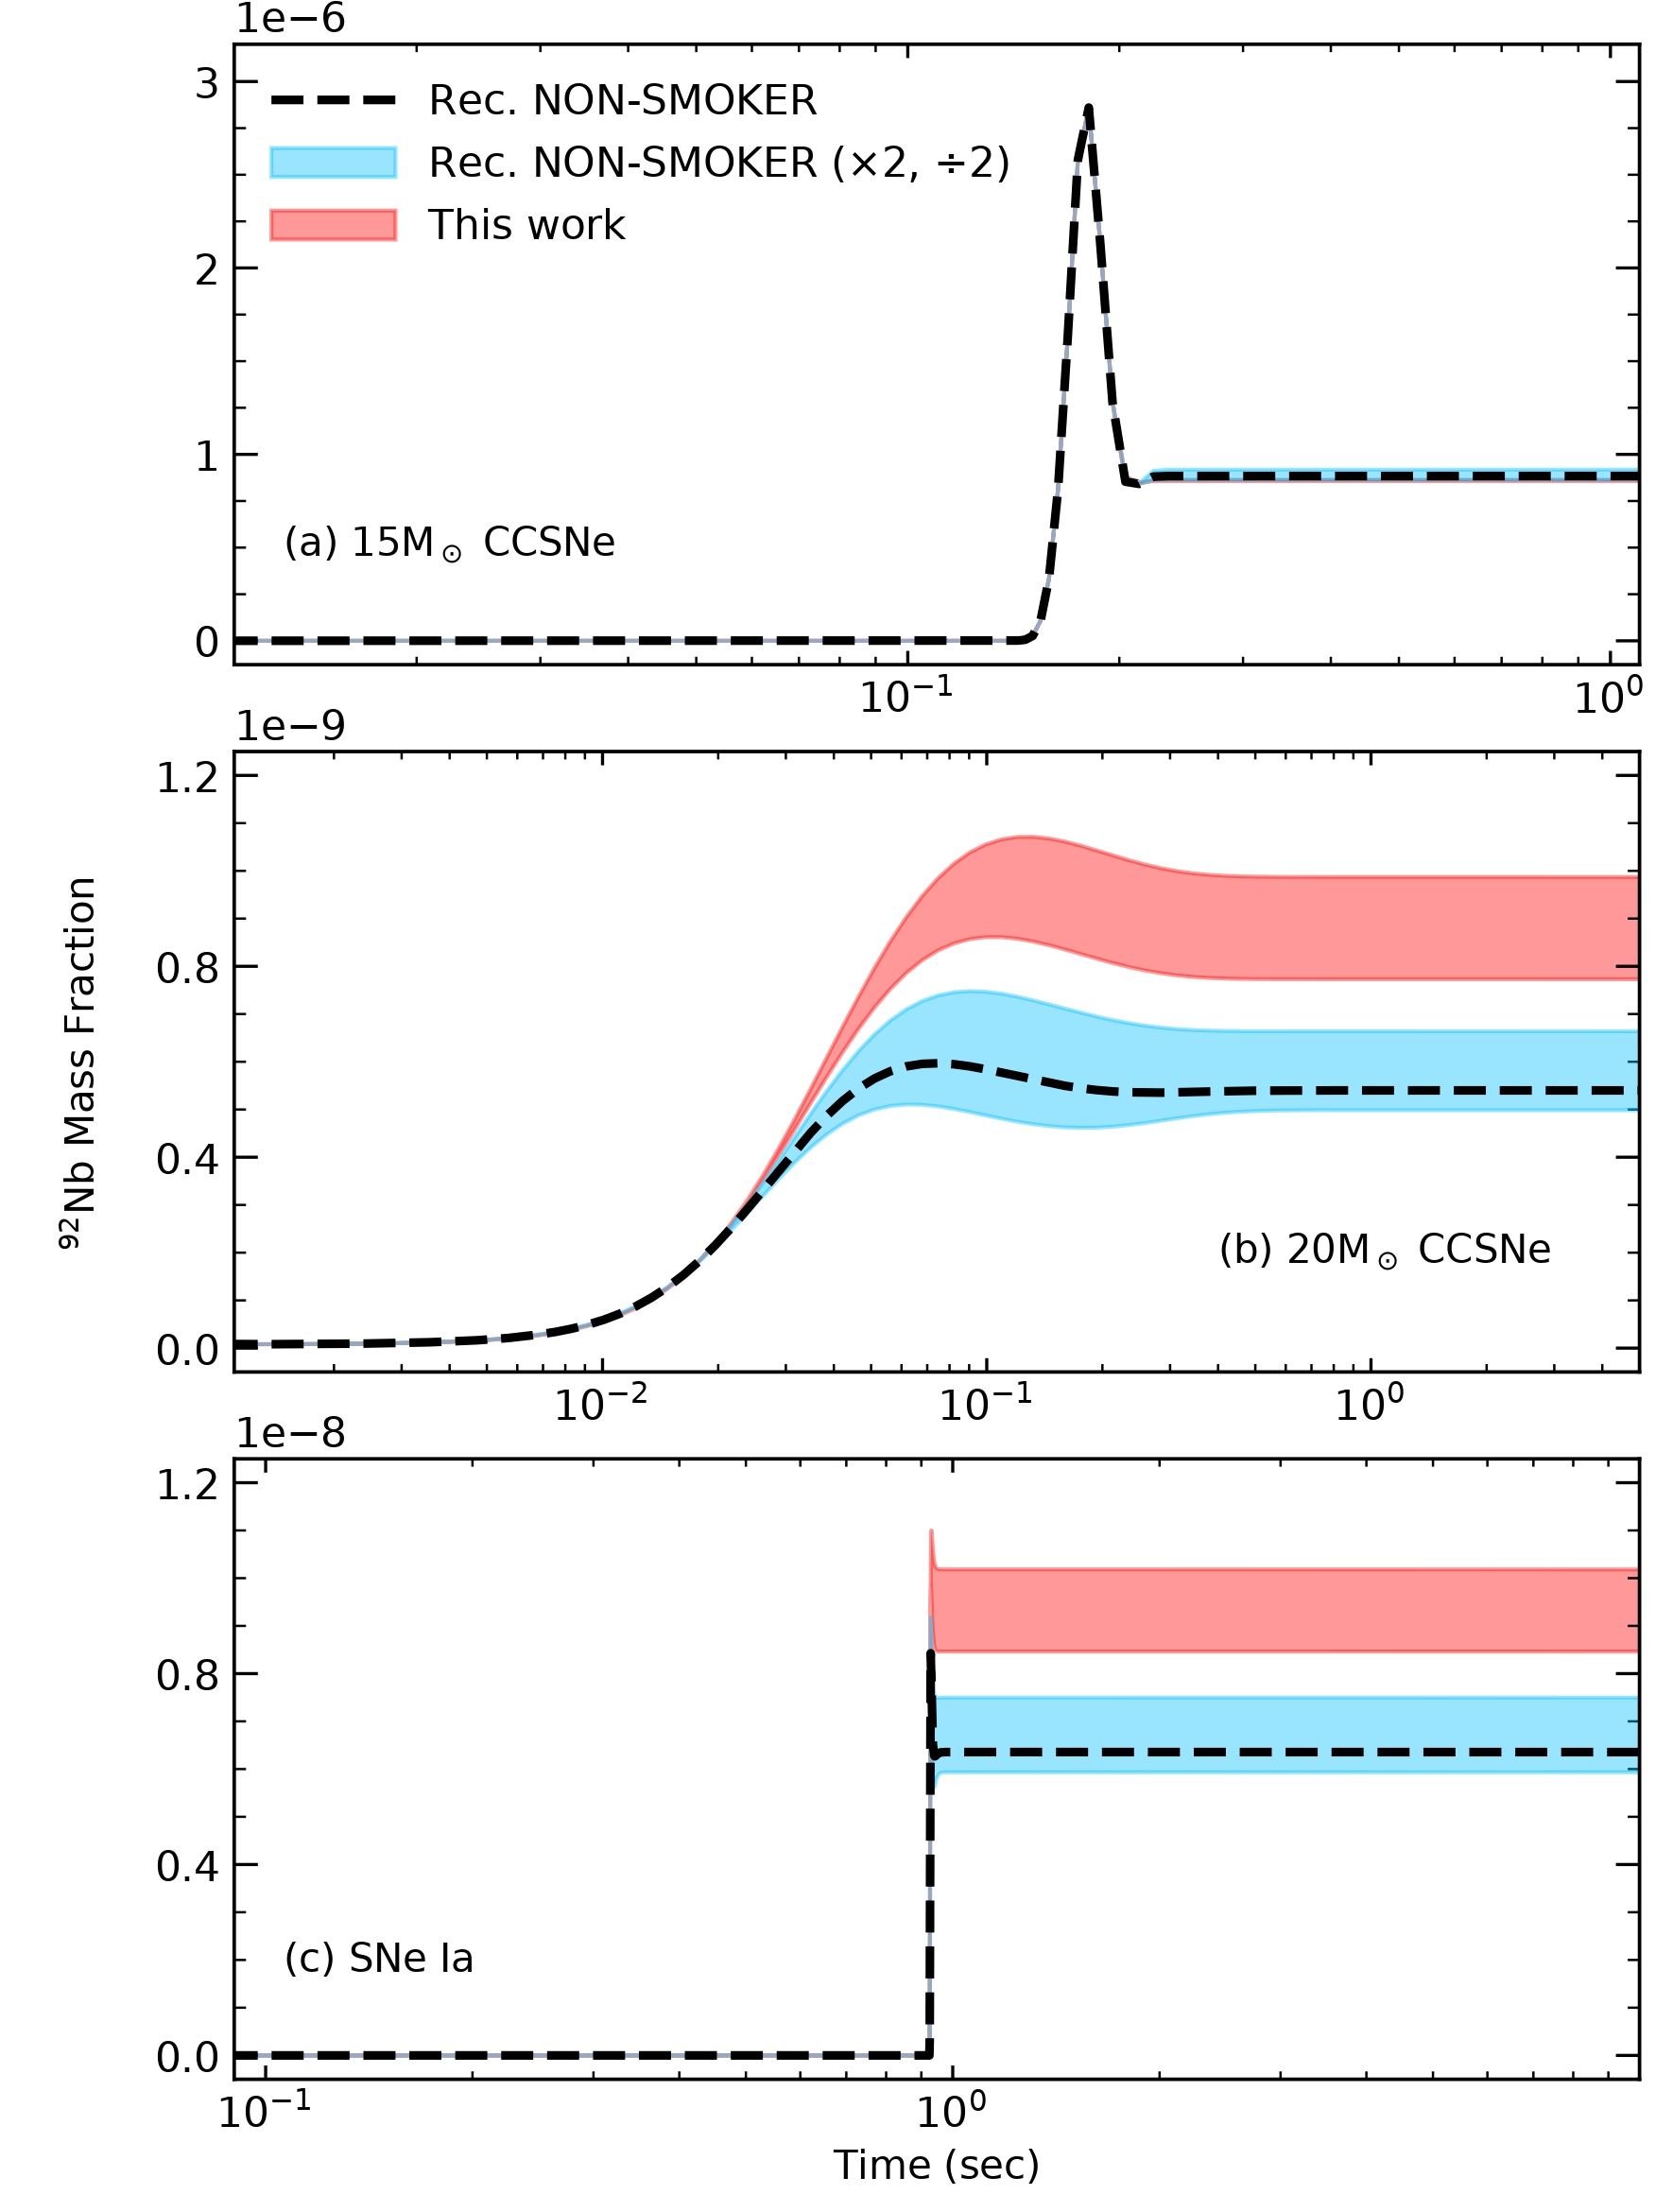 1e−6
3
2
1
0
Rec. NON-SMOKER
Rec. NON-SMOKER (×2, ÷2)
This work
(a) 15M⊙ CCSNe
10⁻¹
10⁰
1e−9
1.2
0.8
0.4
0.0
(b) 20M⊙ CCSNe
10⁻²
10⁻¹
10⁰
⁹²Nb Mass Fraction
1e−8
1.2
0.8
0.4
0.0
(c) SNe Ia
10⁻¹
10⁰
Time (sec)